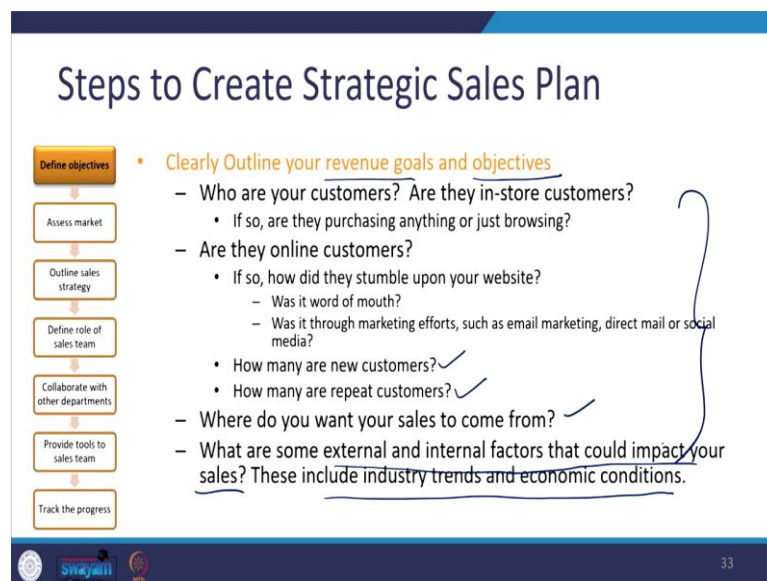 Steps to Create Strategic Sales Plan
Define objectives
Assess market
Outline sales
strategy
Define role of
sales team
Collaborate with
other departments
Provide tools to
sales team
Track the progress
• Clearly Outline your revenue goals and objectives
– Who are your customers? Are they in-store customers?
• If so, are they purchasing anything or just browsing?
– Are they online customers?
• If so, how did they stumble upon your website?
– Was it word of mouth?
– Was it through marketing efforts, such as email marketing, direct mail or social
media?
• How many are new customers?
• How many are repeat customers?
– Where do you want your sales to come from?
– What are some external and internal factors that could impact your
sales? These include industry trends and economic conditions.
swayam
33